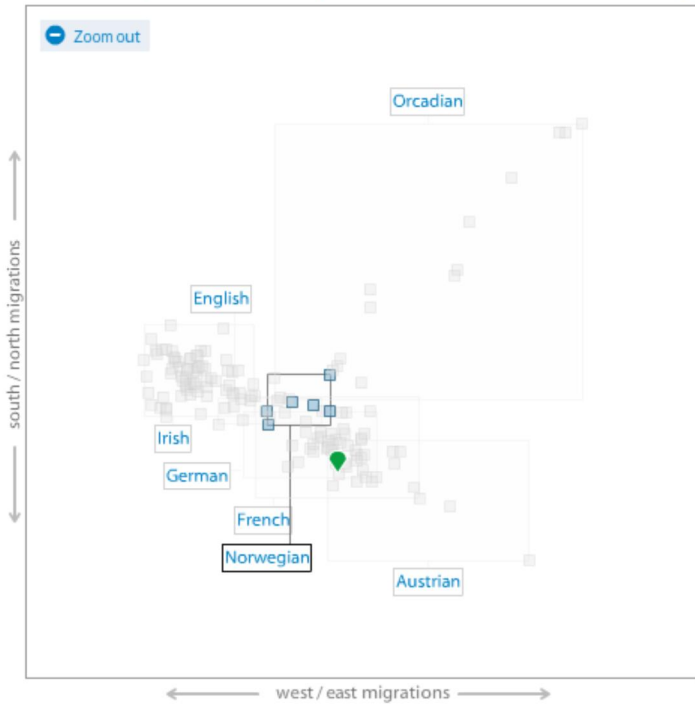 Zoom out
Orcadian
English
Irish
German
French
Norwegian
Austrian
south / north migrations
west / east migrations